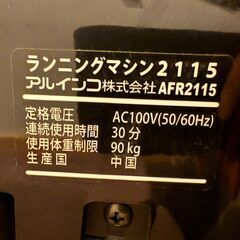 ランニングマシン2115
アルインコ株式会社 AFR2115
定格電圧 AC100V(50/60Hz)
連続使用時間 30分
使用体重制限 90kg
生産国 中国